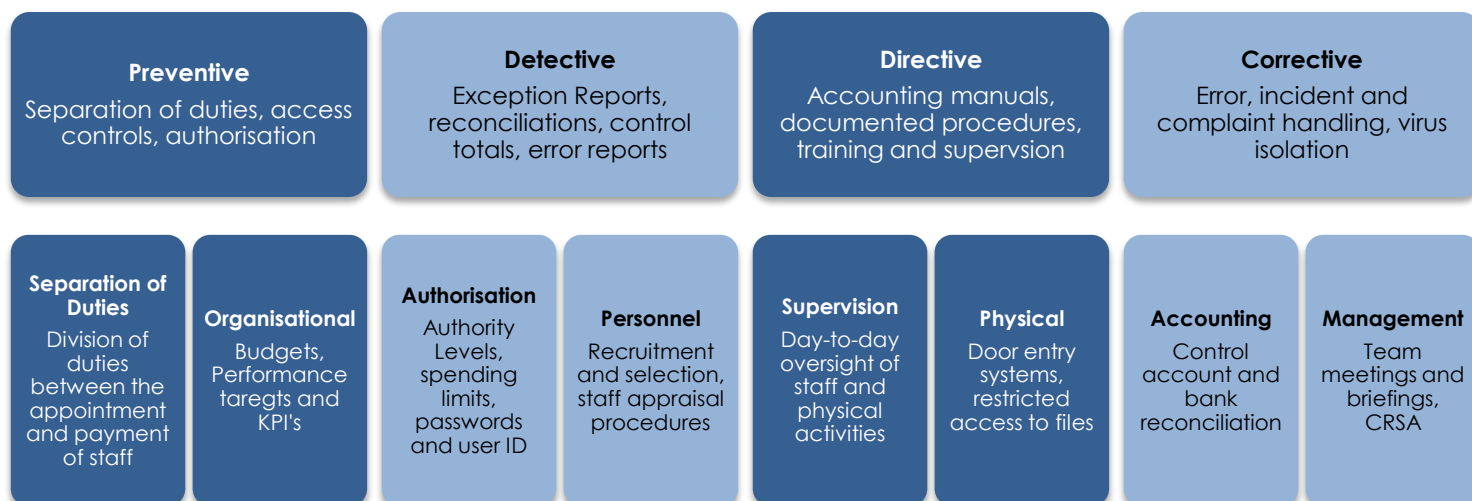 Preventive
Separation of duties, access
controls, authorisation
Detective
Exception Reports,
reconciliations, control
totals, error reports
Directive
Accounting manuals,
documented procedures,
training and supervsion
Corrective
Error, incident and
complaint handling, virus
isolation
Separation of
Duties
Division of
duties
between the
appointment
and payment
of staff
Organisational
Budgets,
Performance
taregts and
KPI's
Authorisation
Authority
Levels,
spending
limits,
passwords
and user ID
Personnel
Recruitment
and selection,
staff appraisal
procedures
Supervision
Day-to-day
oversight of
staff and
physical
activities
Physical
Door entry
systems,
restricted
access to files
Accounting
Control
account and
bank
reconciliation
Management
Team
meetings and
briefings,
CRSA